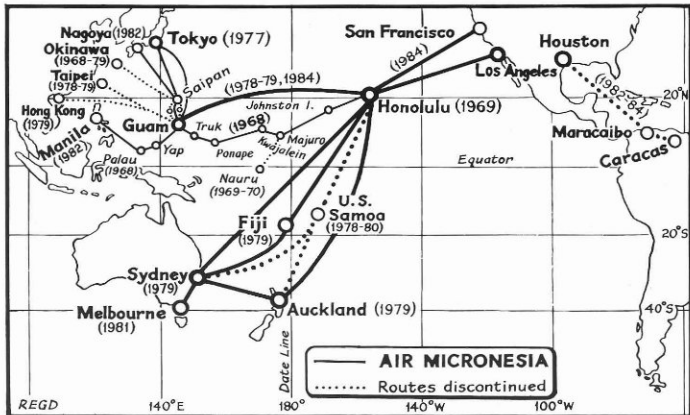 San Francisco
Nagoya (1982)
Okinawa
(1968-79)
Tokyo (1977)
(1984)
Houston
Taipei
(1978-79)
Saipan
Los Angeles
Hong Kong
(1979)
1978-79, 1984)
Johnston I.
Honolulu (1969)
(1982-84)
20°N
Guam
Manila
(1982)
Truk
(1968)
Majuro
Kwajalein
Maracaibo
Caracas
Yap
Ponape
Palau
(1968)
Nauru
(1969-70)
Equator
U.S.
Samoa
(1978-80)
Fiji
(1979)
20°S
Sydney
(1979)
Auckland (1979)
Melbourne
(1981)
40°S
Date Line
AIR MICRONESIA
Routes discontinued
REGD
140°E
180°
140°W
100°W
60°W